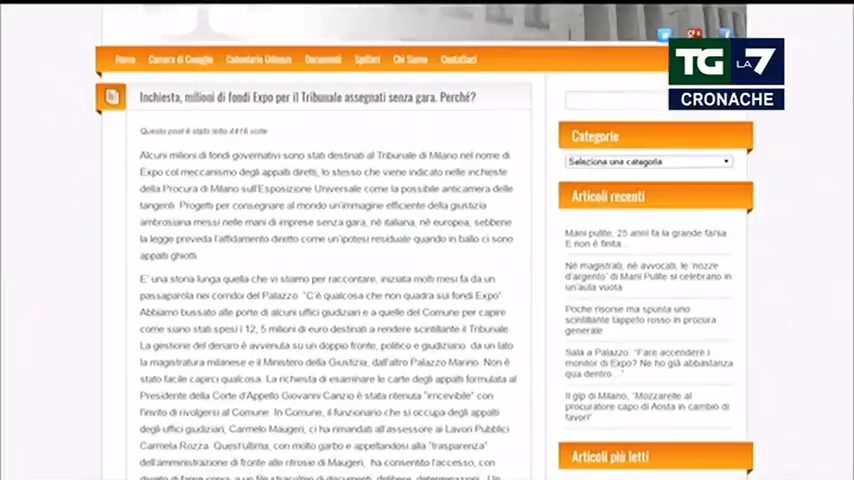 TG LA 7
CRONACHE
Home Camera di Consiglio Calendario Udienze Documenti Spifferi Chi Siamo Contattaci
Inchiesta, milioni di fondi Expo per il Tribunale assegnati senza gara. Perché?
Questo post è stato letto 4416 volte
Alcuni milioni di fondi governativi sono stati destinati al Tribunale di Milano nel nome di
Expo col meccanismo degli appalti diretti, lo stesso che viene indicato nelle inchieste
della Procura di Milano sull'Esposizione Universale come la possibile anticamera delle
tangenti. Progetti per consegnare al mondo un'immagine efficiente della giustizia
ambrosiana messi nelle mani di imprese senza gara, nè italiana, nè europea, sebbene
la legge preveda l'affidamento diretto come un'ipotesi residuale quando in ballo ci sono
appalti ghiotti.
E' una storia lunga quella che vi stiamo per raccontare, iniziata molti mesi fa da un
passaparola nei corridoi del Palazzo. "C'è qualcosa che non quadra sui fondi Expo"
Abbiamo bussato alle porte di alcuni uffici giudiziari e a quelle del Comune per capire
come siano stati spesi i 12, 5 milioni di euro destinati a rendere scintillante il Tribunale.
La gestione del denaro è avvenuta su un doppio fronte, politico e giudiziario: da un lato
la magistratura milanese e il Ministero della Giustizia, dall'altro Palazzo Marino. Non è
stato facile capirci qualcosa. La richiesta di esaminare le carte degli appalti formulata al
Presidente della Corte d'Appello Giovanni Canzio è stata ritenuta "irricevibile" con
l'invito di rivolgersi al Comune. In Comune, il funzionario che si occupa degli appalti
degli uffici giudiziari, Carmelo Maugeri, ci ha rimandati all'assessore ai Lavori Pubblici
Carmela Rozza. Quest'ultima, con molto garbo e appellandosi alla "trasparenza"
dell'amministrazione di fronte alle ritrosie di Maugeri, ha consentito l'accesso, con
Categorie
Seleziona una categoria
Articoli recenti
Mani pulite, 25 anni fa la grande farsa
E non è finita...
Nè magistrati, nè avvocati, le 'nozze
d'argento' di Mani Pulite si celebrano in
un'aula vuota
Poche risorse ma spunta uno
scintillante tappeto rosso in procura
generale
Sala a Palazzo: "Fare accendere i
monitor di Expo? Ne ho già abbastanza
qua dentro..."
Il gip di Milano, "Mozzarelle al
procuratore capo di Aosta in cambio di
favori"
Articoli più letti